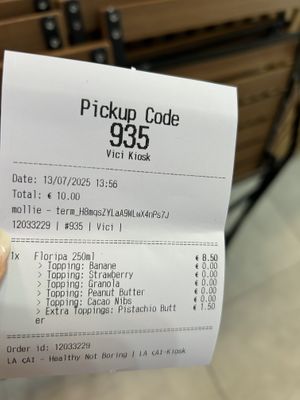 Pickup Code
935
Vici Kiosk
Date: 13/07/2025 13:56
Total: € 10.00
mollie - term_H8mqsZYLaA9WLwX4nPs7J
12033229 | #935 | Vici |
1x Floripa 250ml € 8.50
> Topping: Banane € 0.00
> Topping: Strawberry € 0.00
> Topping: Granola € 0.00
> Topping: Peanut Butter € 0.00
> Topping: Cacao Nibs € 0.00
> Extra Toppings: Pistachio Butt € 1.50
er
Order id: 12033229
LA cAI - Healthy Not Boring | LA cAI-Kiosk